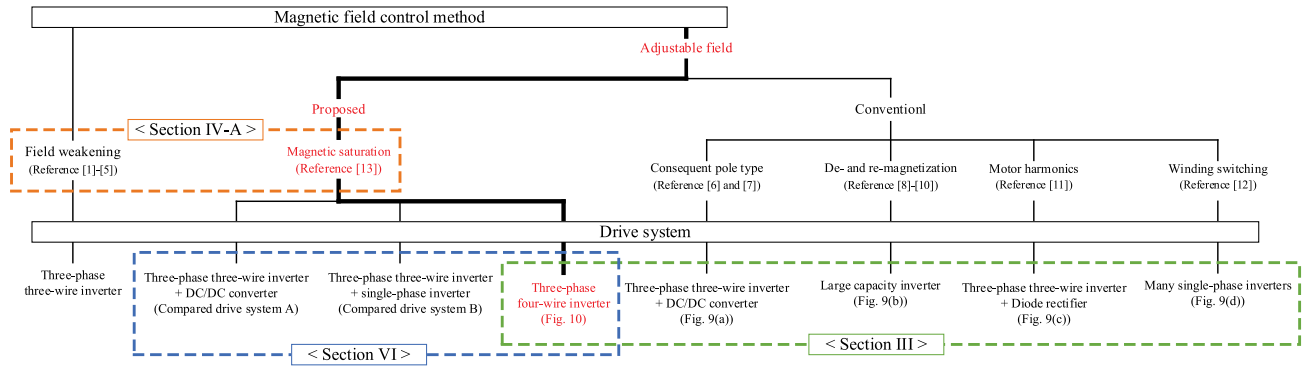 Magnetic field control method
Adjustable field
Proposed
Conventionl
< Section IV-A >
Field weakening
(Reference [1]-[5])
Magnetic saturation
(Reference [13])
Consequent pole type
(Reference [6] and [7])
De- and re-magnetization
(Reference [8]-[10])
Motor harmonics
(Reference [11])
Winding switching
(Reference [12])
Drive system
Three-phase
three-wire inverter
Three-phase three-wire inverter
+ DC/DC converter
(Compared drive system A)
Three-phase three-wire inverter
+ single-phase inverter
(Compared drive system B)
Three-phase
four-wire inverter
(Fig. 10)
Three-phase three-wire inverter
+ DC/DC converter
(Fig. 9(a))
Large capacity inverter
(Fig. 9(b))
Three-phase three-wire inverter
+ Diode rectifier
(Fig. 9(c))
Many single-phase inverters
(Fig. 9(d))
< Section VI >
< Section III >